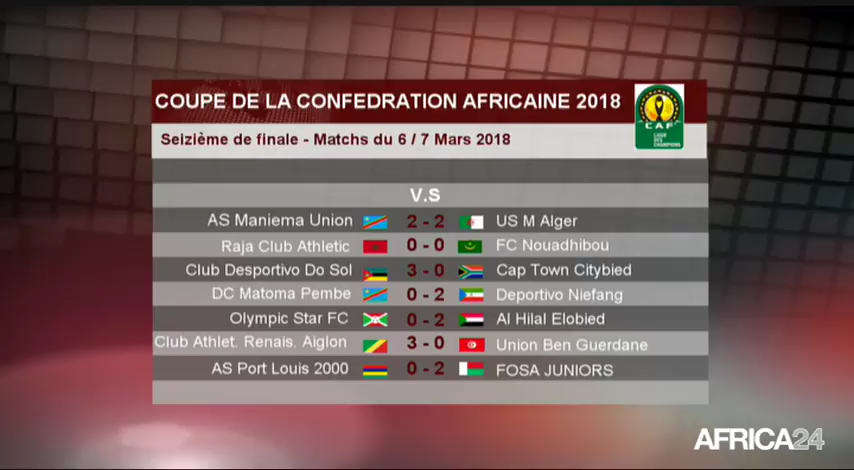 COUPE DE LA CONFEDRATION AFRICAINE 2018
CAF
LIGUE
DES
CHAMPIONS
Seizième de finale - Matchs du 6 / 7 Mars 2018
V.S
AS Maniema Union 2 - 2 US M Alger
Raja Club Athletic 0 - 0 FC Nouadhibou
Club Desportivo Do Sol 3 - 0 Cap Town Citybied
DC Matoma Pembe 0 - 2 Deportivo Niefang
Olympic Star FC 0 - 2 Al Hilal Elobied
Club Athlet. Renais. Aiglon 3 - 0 Union Ben Guerdane
AS Port Louis 2000 0 - 2 FOSA JUNIORS
AFRICA24